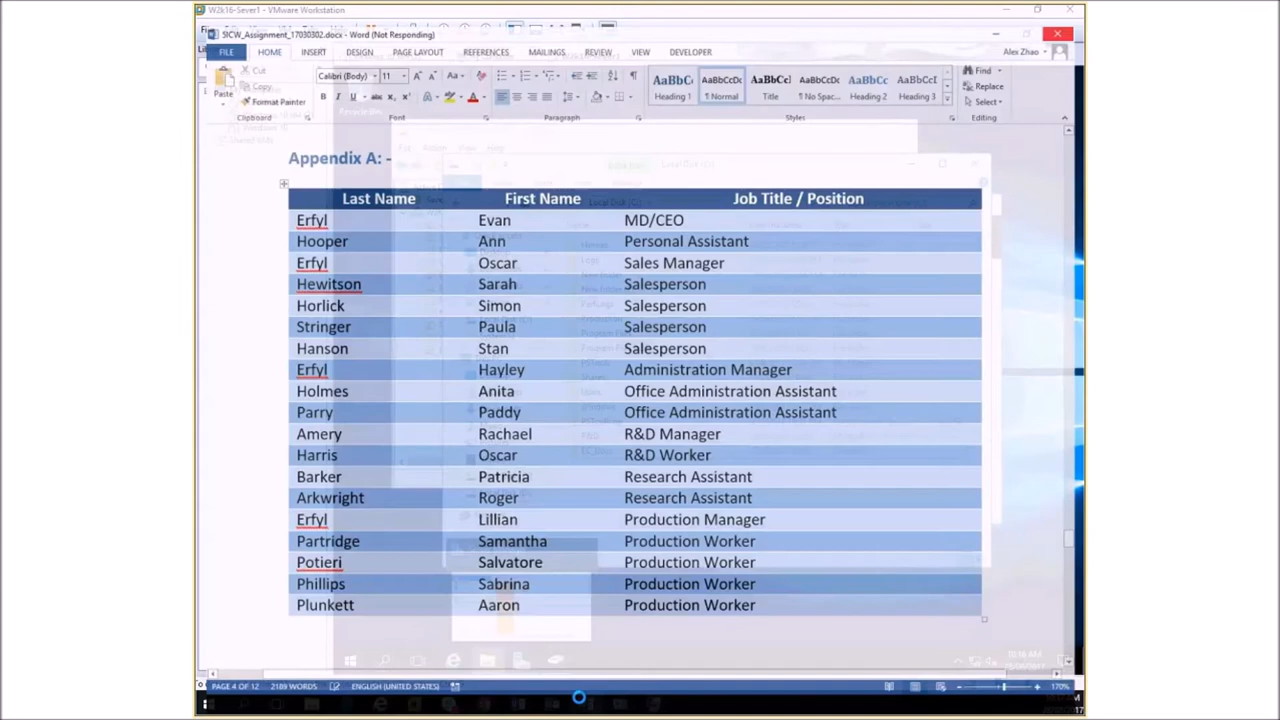 W2k16-Sever1 - VMware Workstation
SICW_Assignment_17030302.docx - Word (Not Responding)
FILE HOME INSERT DESIGN PAGE LAYOUT REFERENCES MAILINGS REVIEW VIEW DEVELOPER Alex Zhao
Paste
Cut
Copy
Format Painter
Calibri (Body) 11
AaBbC Heading 1
AaBbCcDc ¶ Normal
AaBbCc Title
AaBbCcDc ¶ No Spac...
AaBbCc Heading 2
AaBbCcI Heading 3
Find
Replace
Select
Clipboard Font Paragraph Styles Editing
Appendix A: -
Last Name First Name Job Title / Position
Erfyl Evan MD/CEO
Hooper Ann Personal Assistant
Erfyl Oscar Sales Manager
Hewitson Sarah Salesperson
Horlick Simon Salesperson
Stringer Paula Salesperson
Hanson Stan Salesperson
Erfyl Hayley Administration Manager
Holmes Anita Office Administration Assistant
Parry Paddy Office Administration Assistant
Amery Rachael R&D Manager
Harris Oscar R&D Worker
Barker Patricia Research Assistant
Arkwright Roger Research Assistant
Erfyl Lillian Production Manager
Partridge Samantha Production Worker
Potieri Salvatore Production Worker
Phillips Sabrina Production Worker
Plunkett Aaron Production Worker
PAGE 4 OF 12 2189 WORDS ENGLISH (UNITED STATES) 170%